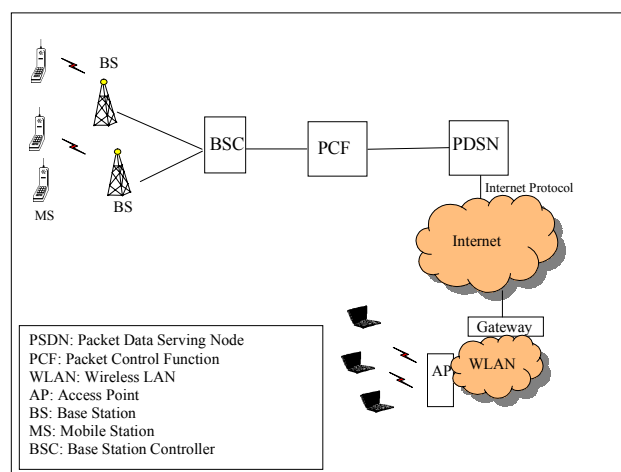 BS
BSC
PCF
PDSN
MS
BS
Internet Protocol
Internet
Gateway
AP
WLAN
PSDN: Packet Data Serving Node
PCF: Packet Control Function
WLAN: Wireless LAN
AP: Access Point
BS: Base Station
MS: Mobile Station
BSC: Base Station Controller